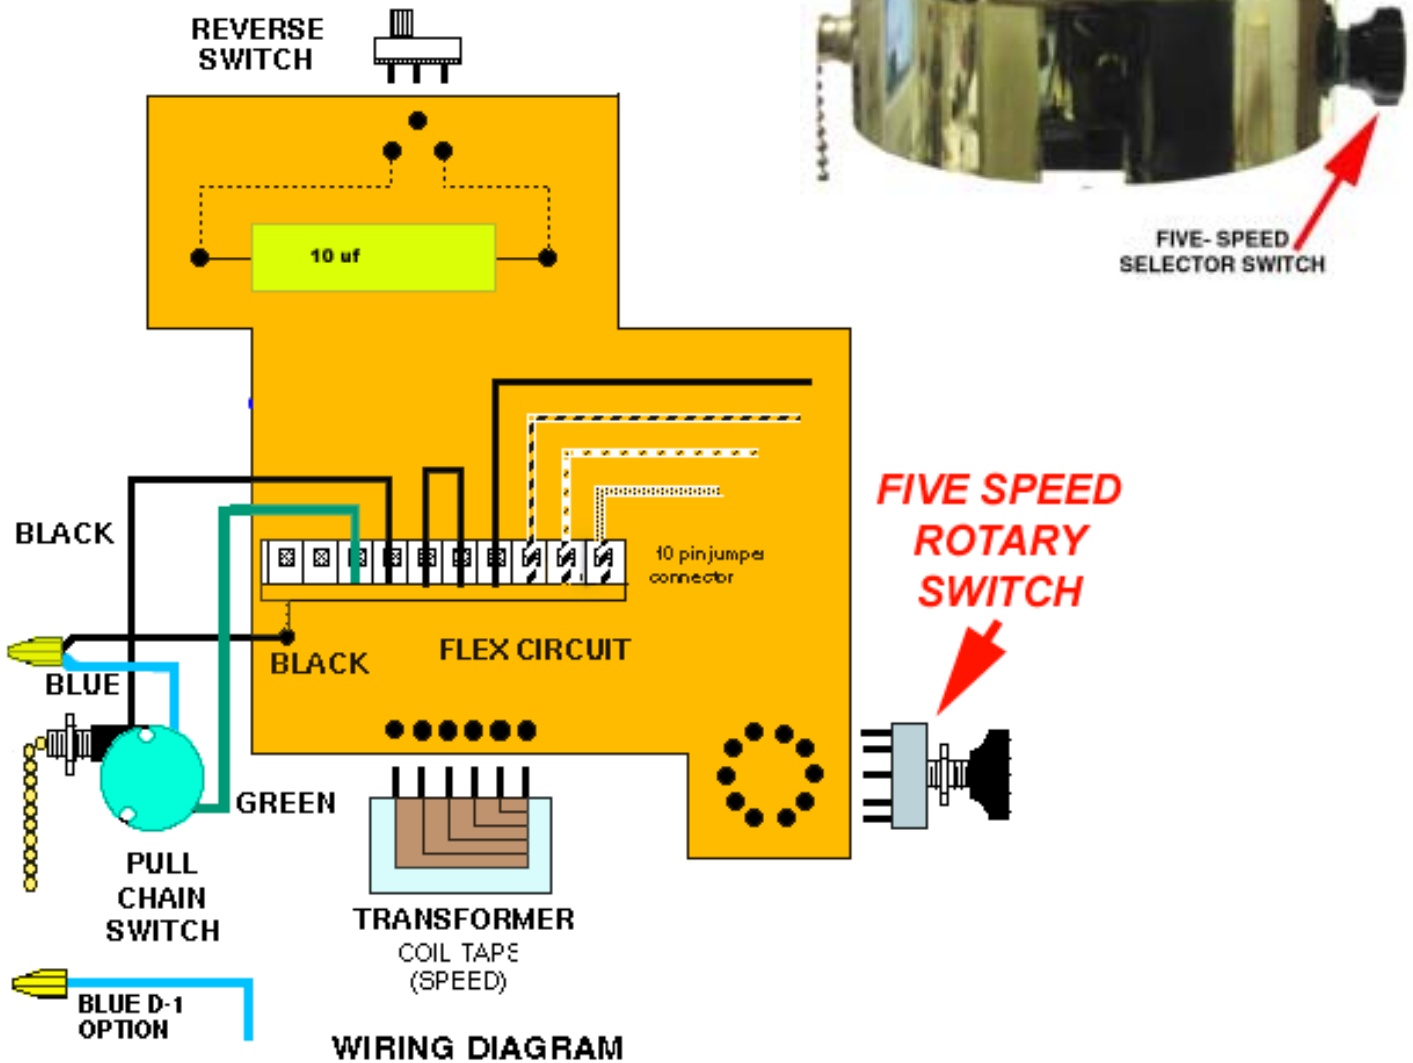 REVERSE
SWITCH
10 uf
FIVE- SPEED
SELECTOR SWITCH
FIVE SPEED
ROTARY
SWITCH
BLACK
10 pin jumper
connector
BLACK
FLEX CIRCUIT
BLUE
GREEN
PULL
CHAIN
SWITCH
TRANSFORMER
COIL TAPS
(SPEED)
BLUE D-1
OPTION
WIRING DIAGRAM